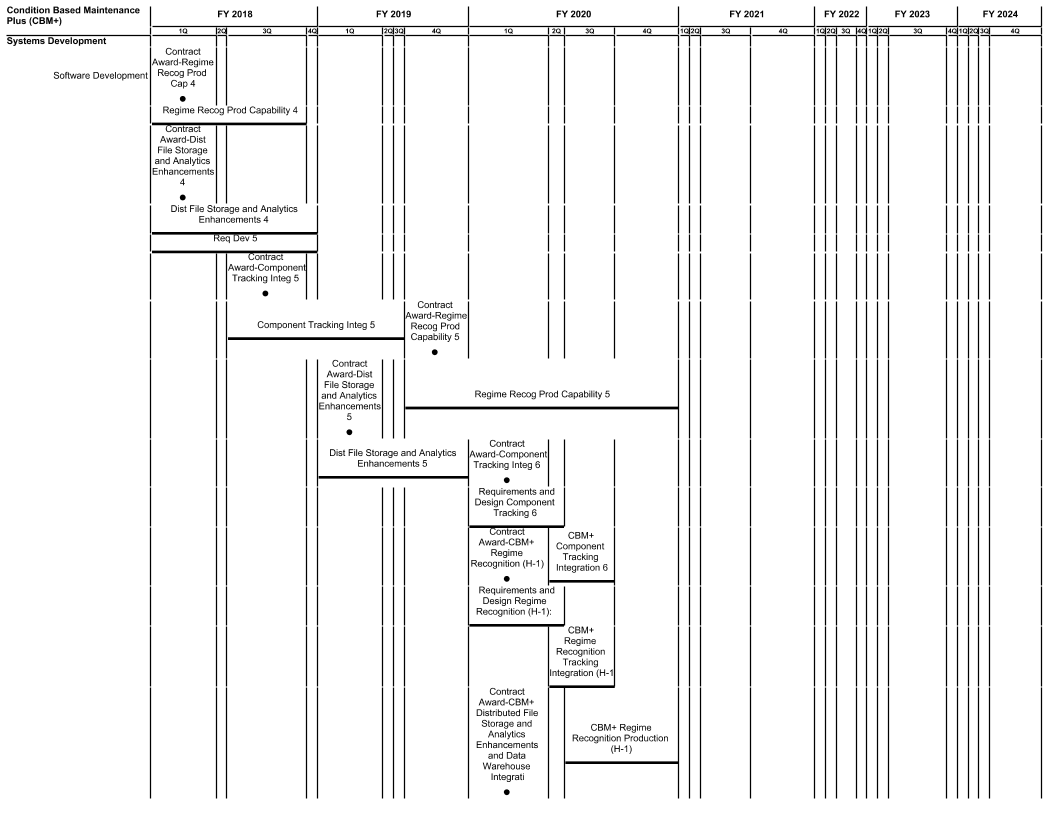 Condition Based Maintenance
Plus (CBM+)
FY 2018
FY 2019
FY 2020
FY 2021
FY 2022
FY 2023
FY 2024
1Q 2Q 3Q 4Q 1Q 2Q 3Q 4Q 1Q 2Q 3Q 4Q 1Q 2Q 3Q 4Q 1Q 2Q 3Q 4Q 1Q 2Q 3Q 4Q 1Q 2Q 3Q 4Q
Systems Development
Software Development
Contract
Award-Regime
Recog Prod
Cap 4
Regime Recog Prod Capability 4
Contract
Award-Dist
File Storage
and Analytics
Enhancements
4
Dist File Storage and Analytics
Enhancements 4
Req Dev 5
Contract
Award-Component
Tracking Integ 5
Component Tracking Integ 5
Contract
Award-Regime
Recog Prod
Capability 5
Contract
Award-Dist
File Storage
and Analytics
Enhancements
5
Regime Recog Prod Capability 5
Dist File Storage and Analytics
Enhancements 5
Contract
Award-Component
Tracking Integ 6
Requirements and
Design Component
Tracking 6
Contract
Award-CBM+
Regime
Recognition (H-1)
CBM+
Component
Tracking
Integration 6
Requirements and
Design Regime
Recognition (H-1):
CBM+
Regime
Recognition
Tracking
Integration (H-1
Contract
Award-CBM+
Distributed File
Storage and
Analytics
Enhancements
and Data
Warehouse
Integrati
CBM+ Regime
Recognition Production
(H-1)